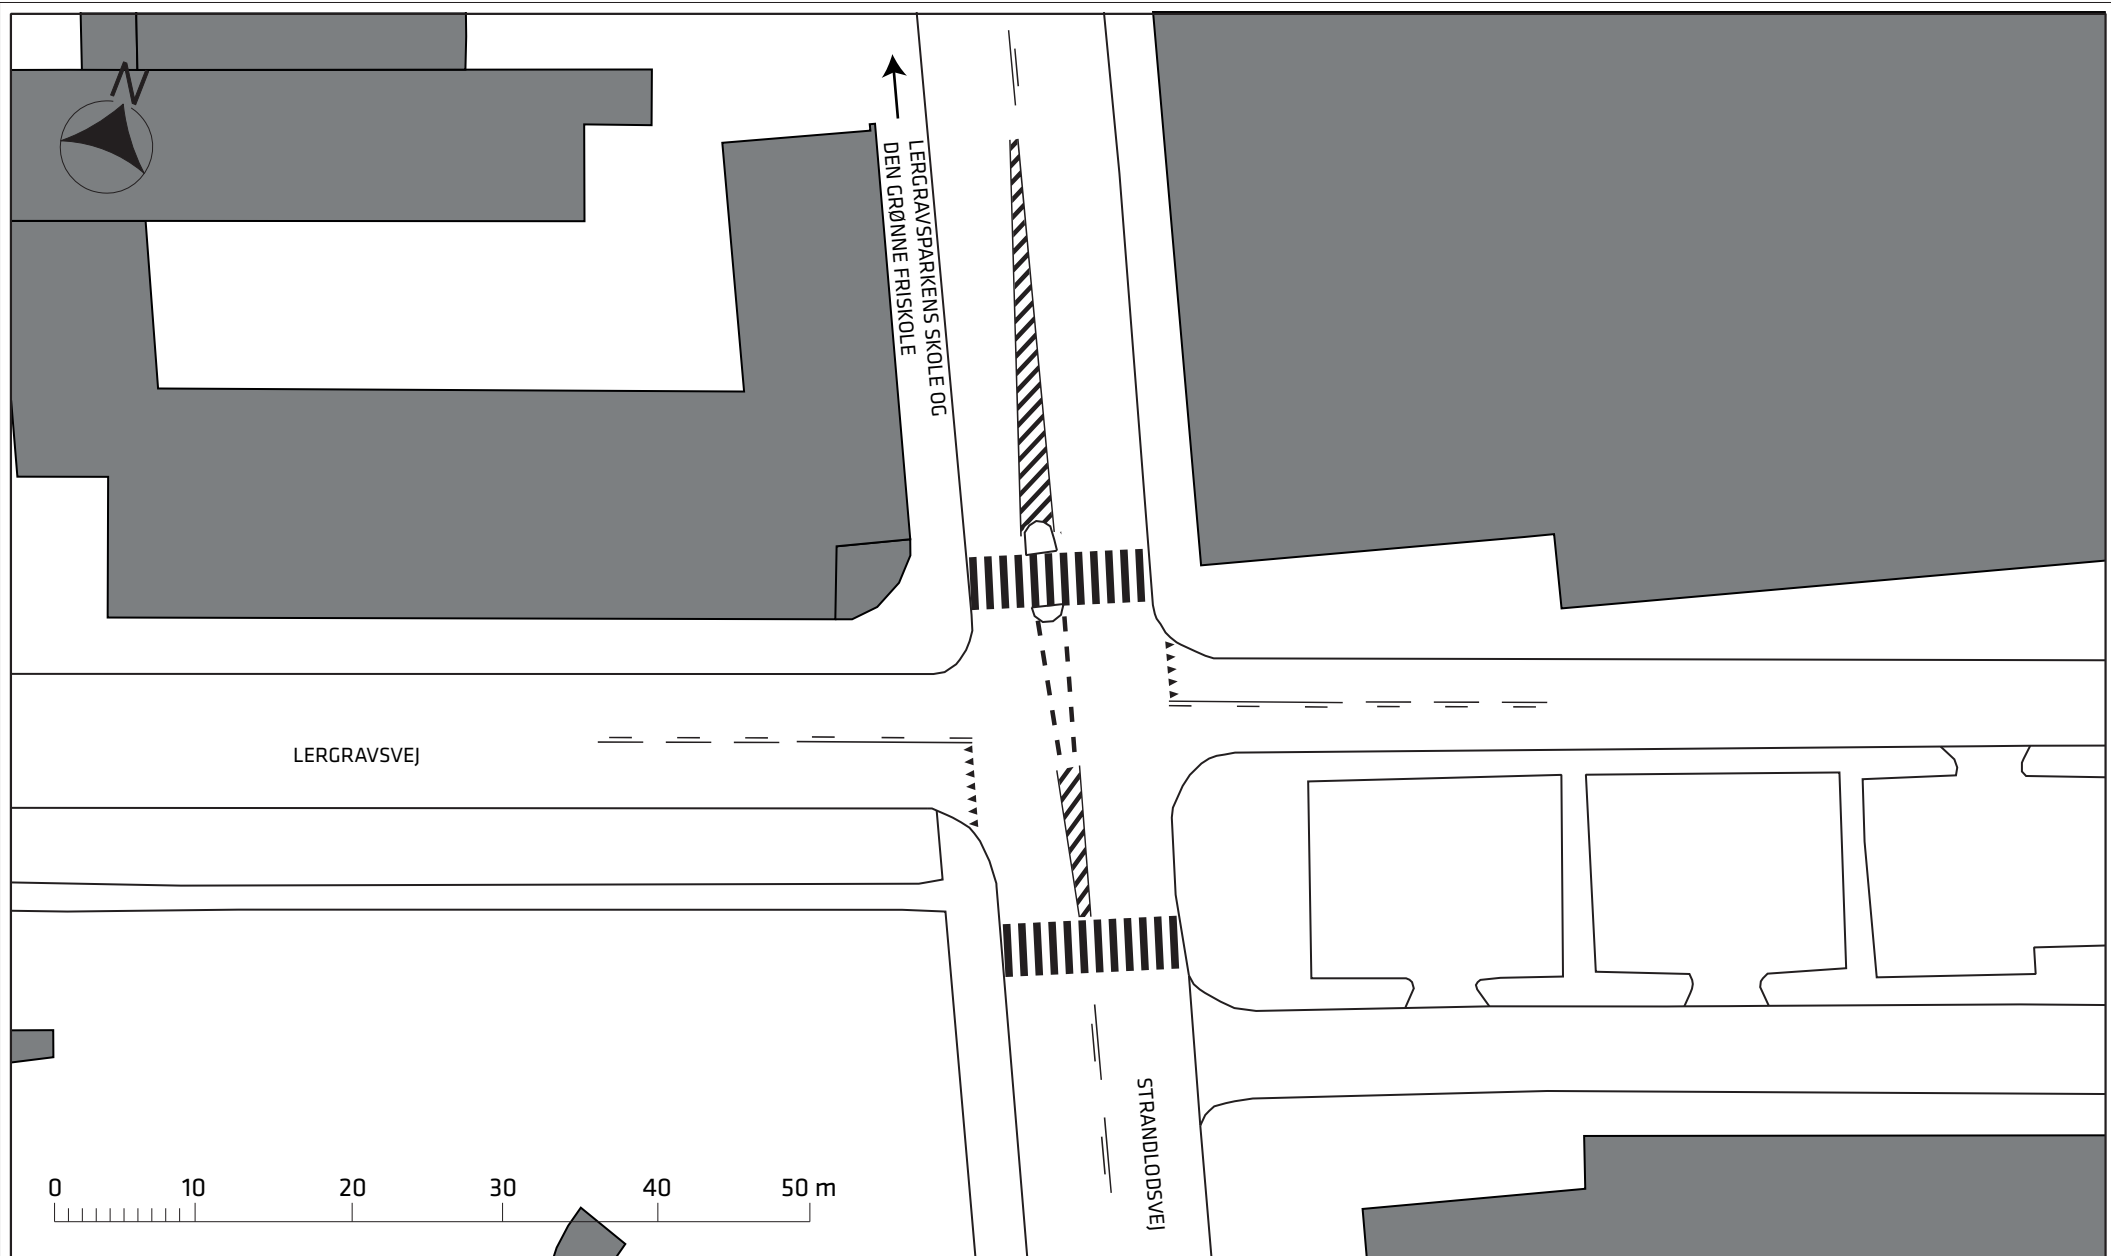 N
LERGRAVSPARKENS SKOLE OG
DEN GRØNNE FRISKOLE
LERGRAVSVEJ
STRANDLODSVEJ
0 10 20 30 40 50 m